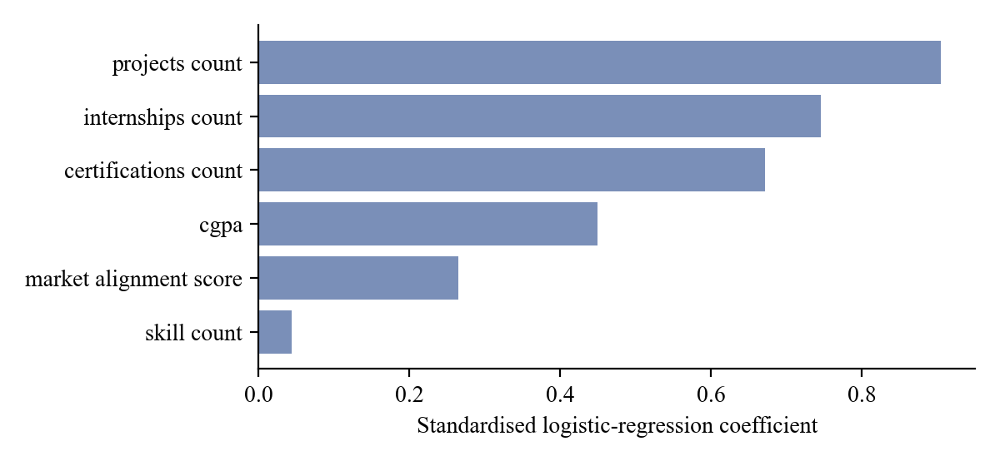 projects count
internships count
certifications count
cgpa
market alignment score
skill count
0.0 0.2 0.4 0.6 0.8
Standardised logistic-regression coefficient